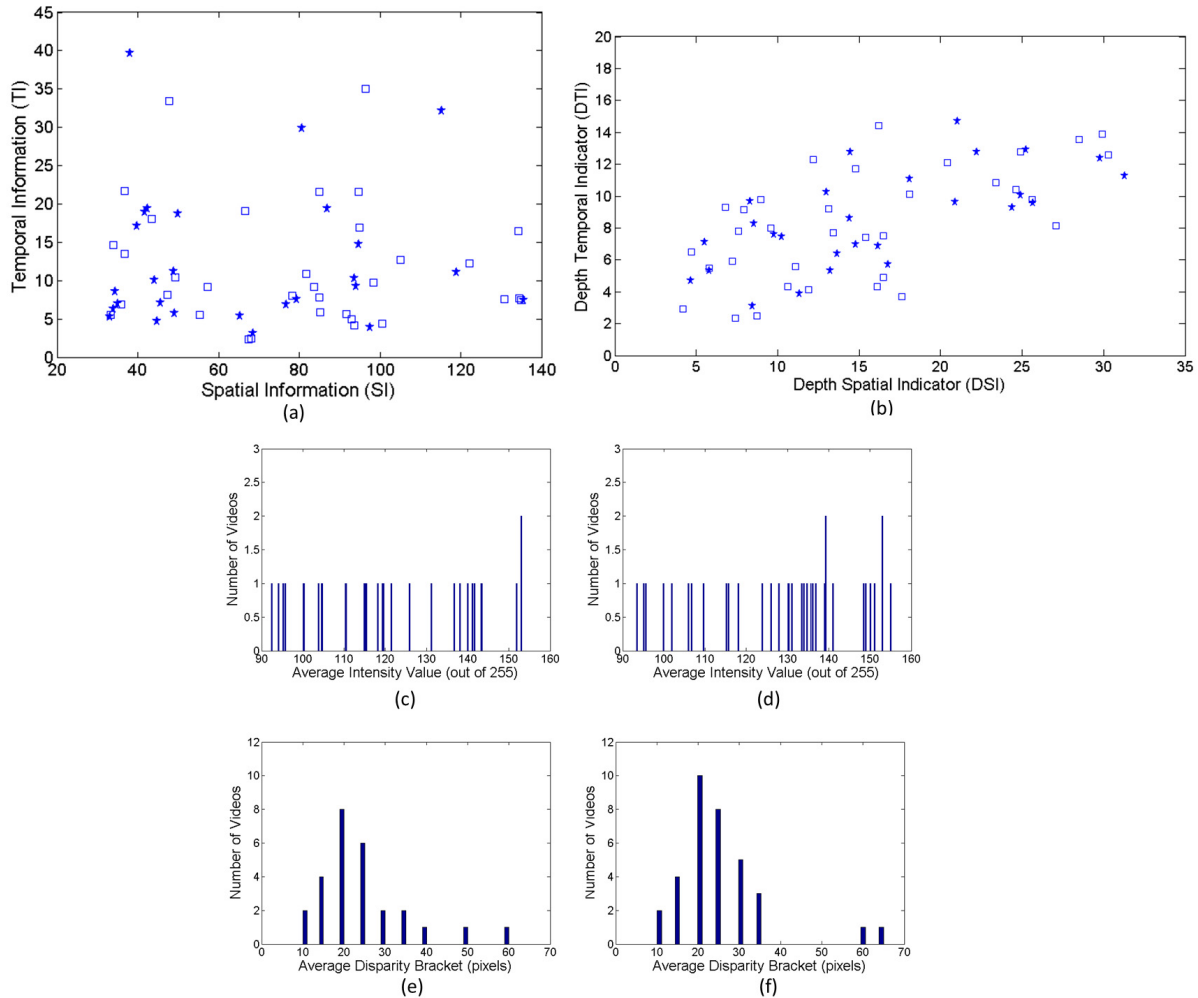 45
40
35
30
25
20
15
10
5
0
Temporal Information (TI)
20 40 60 80 100 120 140
Spatial Information (SI)
(a)
20
18
16
14
12
10
8
6
4
2
0
Depth Temporal Indicator (DTI)
5 10 15 20 25 30 35
Depth Spatial Indicator (DSI)
(b)
3
2.5
2
1.5
1
0.5
0
Number of Videos
90 100 110 120 130 140 150 160
Average Intensity Value (out of 255)
(c)
3
2.5
2
1.5
1
0.5
0
Number of Videos
90 100 110 120 130 140 150 160
Average Intensity Value (out of 255)
(d)
12
10
8
6
4
2
0
Number of Videos
0 10 20 30 40 50 60 70
Average Disparity Bracket (pixels)
(e)
12
10
8
6
4
2
0
Number of Videos
0 10 20 30 40 50 60 70
Average Disparity Bracket (pixels)
(f)